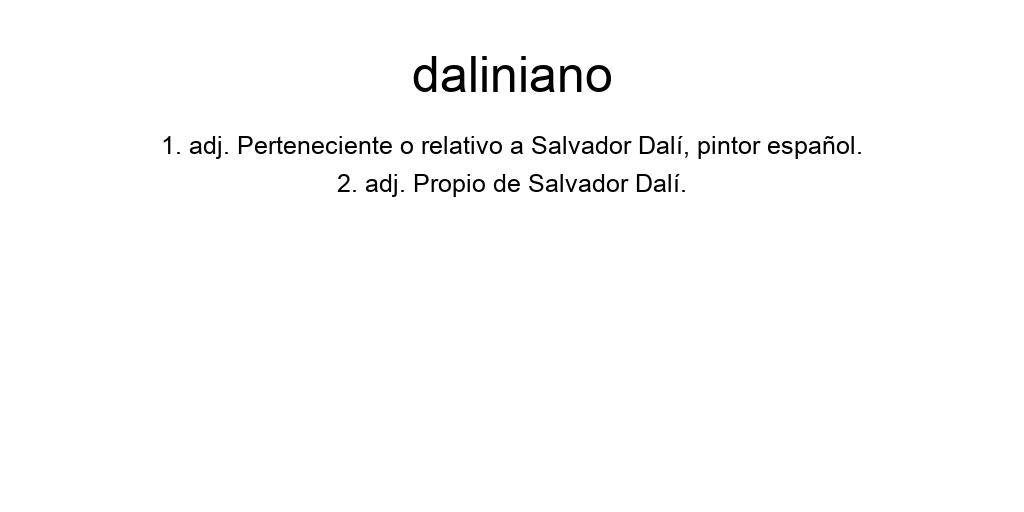 daliniano
1. adj. Perteneciente o relativo a Salvador Dalí, pintor español.
2. adj. Propio de Salvador Dalí.